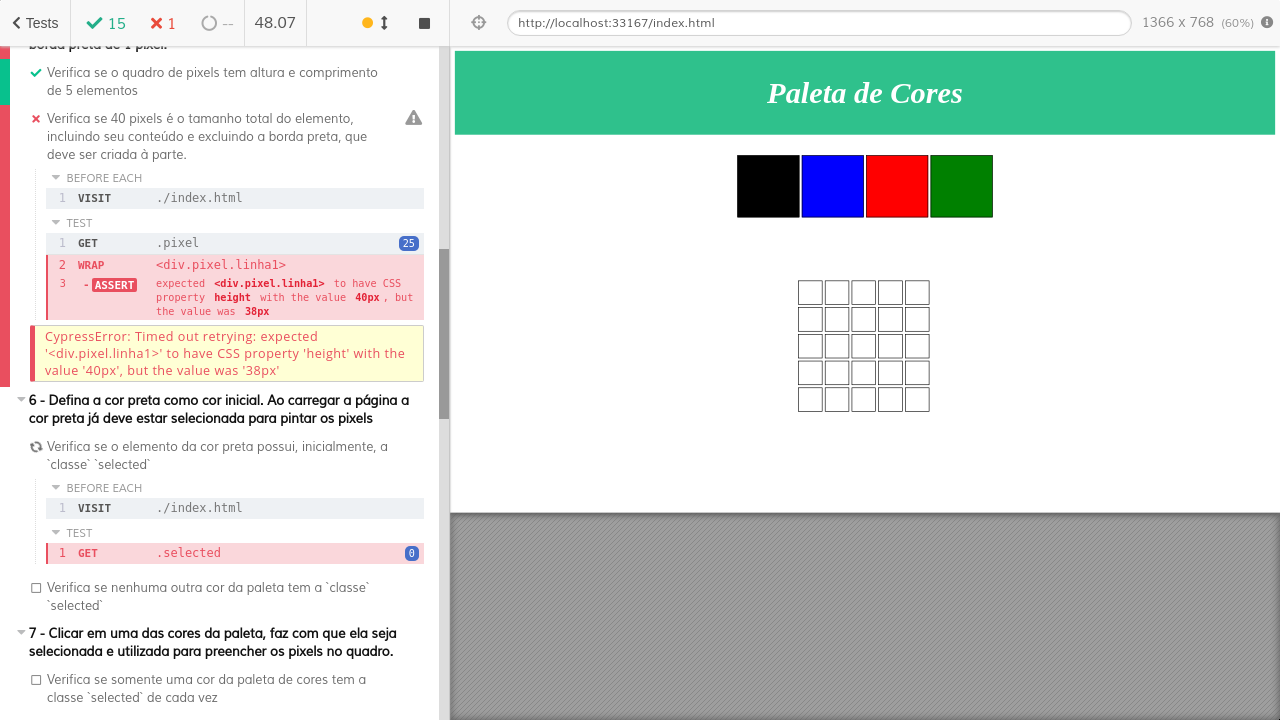 Tests
15
1
--
48.07
http://localhost:33167/index.html
1366 x 768 (60%)
borda preta de 1 pixel.
Verifica se o quadro de pixels tem altura e comprimento
de 5 elementos
Verifica se 40 pixels é o tamanho total do elemento,
incluindo seu conteúdo e excluindo a borda preta, que
deve ser criada à parte.
BEFORE EACH
1 VISIT ./index.html
TEST
1 GET .pixel 25
2 WRAP <div.pixel.linha1>
3 -ASSERT expected <div.pixel.linha1> to have CSS
property height with the value 40px, but
the value was 38px
CypressError: Timed out retrying: expected
'<div.pixel.linha1>' to have CSS property 'height' with the
value '40px', but the value was '38px'
6 - Defina a cor preta como cor inicial. Ao carregar a página a
cor preta já deve estar selecionada para pintar os pixels
Verifica se o elemento da cor preta possui, inicialmente, a
`classe` `selected`
BEFORE EACH
1 VISIT ./index.html
TEST
1 GET .selected 0
Verifica se nenhuma outra cor da paleta tem a `classe`
`selected`
7 - Clicar em uma das cores da paleta, faz com que ela seja
selecionada e utilizada para preencher os pixels no quadro.
Verifica se somente uma cor da paleta de cores tem a
classe `selected` de cada vez
Paleta de Cores